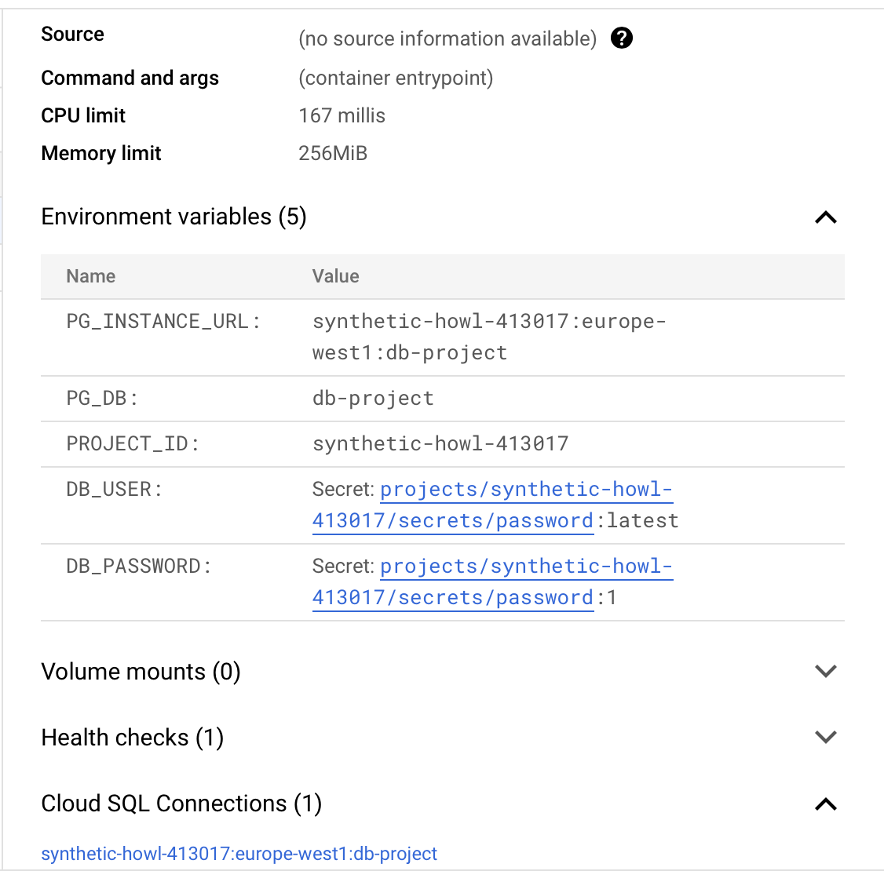 Source (no source information available) ?
Command and args (container entrypoint)
CPU limit 167 millis
Memory limit 256MiB
Environment variables (5)
Name Value
PG_INSTANCE_URL: synthetic-howl-413017:europe-
west1:db-project
PG_DB: db-project
PROJECT_ID: synthetic-howl-413017
DB_USER: Secret: projects/synthetic-howl-
413017/secrets/password:latest
DB_PASSWORD: Secret: projects/synthetic-howl-
413017/secrets/password:1
Volume mounts (0)
Health checks (1)
Cloud SQL Connections (1)
synthetic-howl-413017:europe-west1:db-project